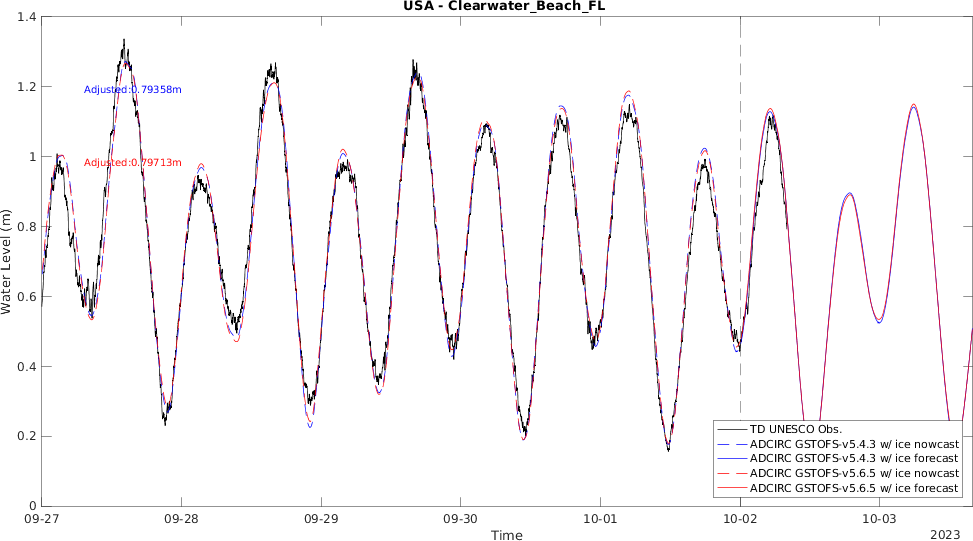 USA - Clearwater_Beach_FL
1.4
1.2
1
0.8
0.6
0.4
0.2
0
Water Level (m)
Adjusted:0.79358m
Adjusted:0.79713m
TD UNESCO Obs.
ADCIRC GSTOFS-v5.4.3 w/ ice nowcast
ADCIRC GSTOFS-v5.4.3 w/ ice forecast
ADCIRC GSTOFS-v5.6.5 w/ ice nowcast
ADCIRC GSTOFS-v5.6.5 w/ ice forecast
09-27 09-28 09-29 09-30 10-01 10-02 10-03
Time
2023